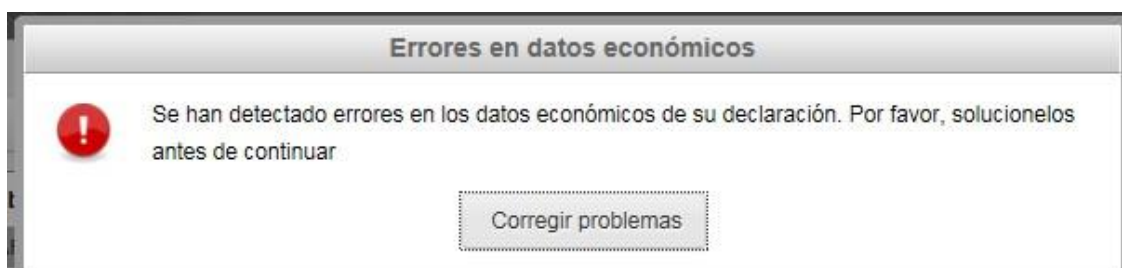 Errores en datos económicos
Se han detectado errores en los datos económicos de su declaración. Por favor, solucionelos
antes de continuar
Corregir problemas